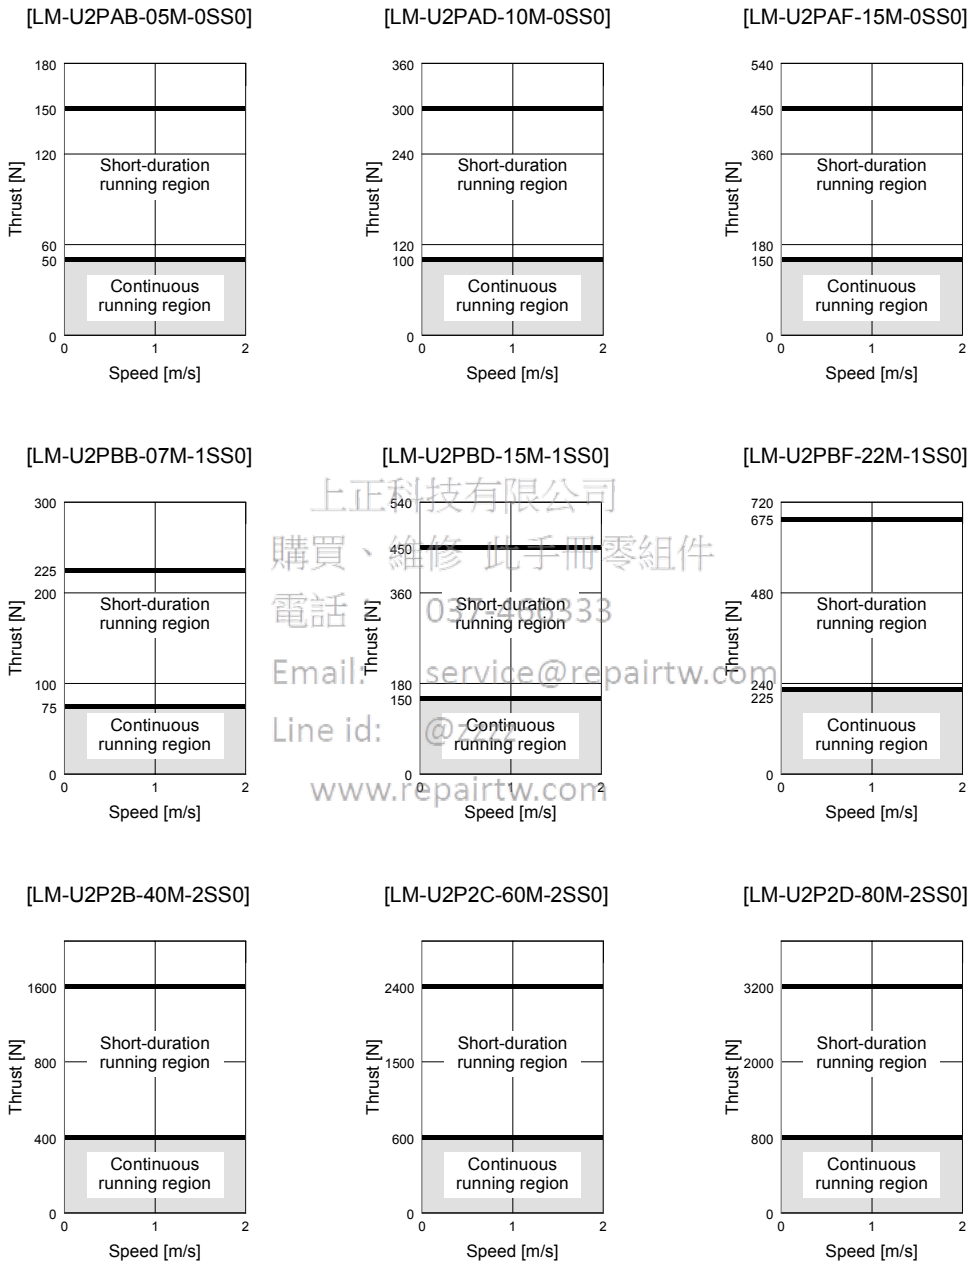 [LM-U2PAB-05M-0SS0]
180
150
120
60
50
0
Thrust [N]
Short-duration
running region
Continuous
running region
0 1 2
Speed [m/s]
[LM-U2PAD-10M-0SS0]
360
300
240
120
100
0
Thrust [N]
Short-duration
running region
Continuous
running region
0 1 2
Speed [m/s]
[LM-U2PAF-15M-0SS0]
540
450
360
180
150
0
Thrust [N]
Short-duration
running region
Continuous
running region
0 1 2
Speed [m/s]
[LM-U2PBB-07M-1SS0]
300
225
200
100
75
0
Thrust [N]
Short-duration
running region
Continuous
running region
0 1 2
Speed [m/s]
[LM-U2PBD-15M-1SS0]
540
450
360
180
150
0
Thrust [N]
Short-duration
running region
Continuous
running region
0 1 2
Speed [m/s]
[LM-U2PBF-22M-1SS0]
720
675
480
240
225
0
Thrust [N]
Short-duration
running region
Continuous
running region
0 1 2
Speed [m/s]
上正科技有限公司
購買、維修 此手冊零組件
電話： 037-466333
Email: service@repairtw.com
Line id: @zzzz
www.repairtw.com
[LM-U2P2B-40M-2SS0]
1600
800
400
0
Thrust [N]
Short-duration
running region
Continuous
running region
0 1 2
Speed [m/s]
[LM-U2P2C-60M-2SS0]
2400
1500
600
0
Thrust [N]
Short-duration
running region
Continuous
running region
0 1 2
Speed [m/s]
[LM-U2P2D-80M-2SS0]
3200
2000
800
0
Thrust [N]
Short-duration
running region
Continuous
running region
0 1 2
Speed [m/s]